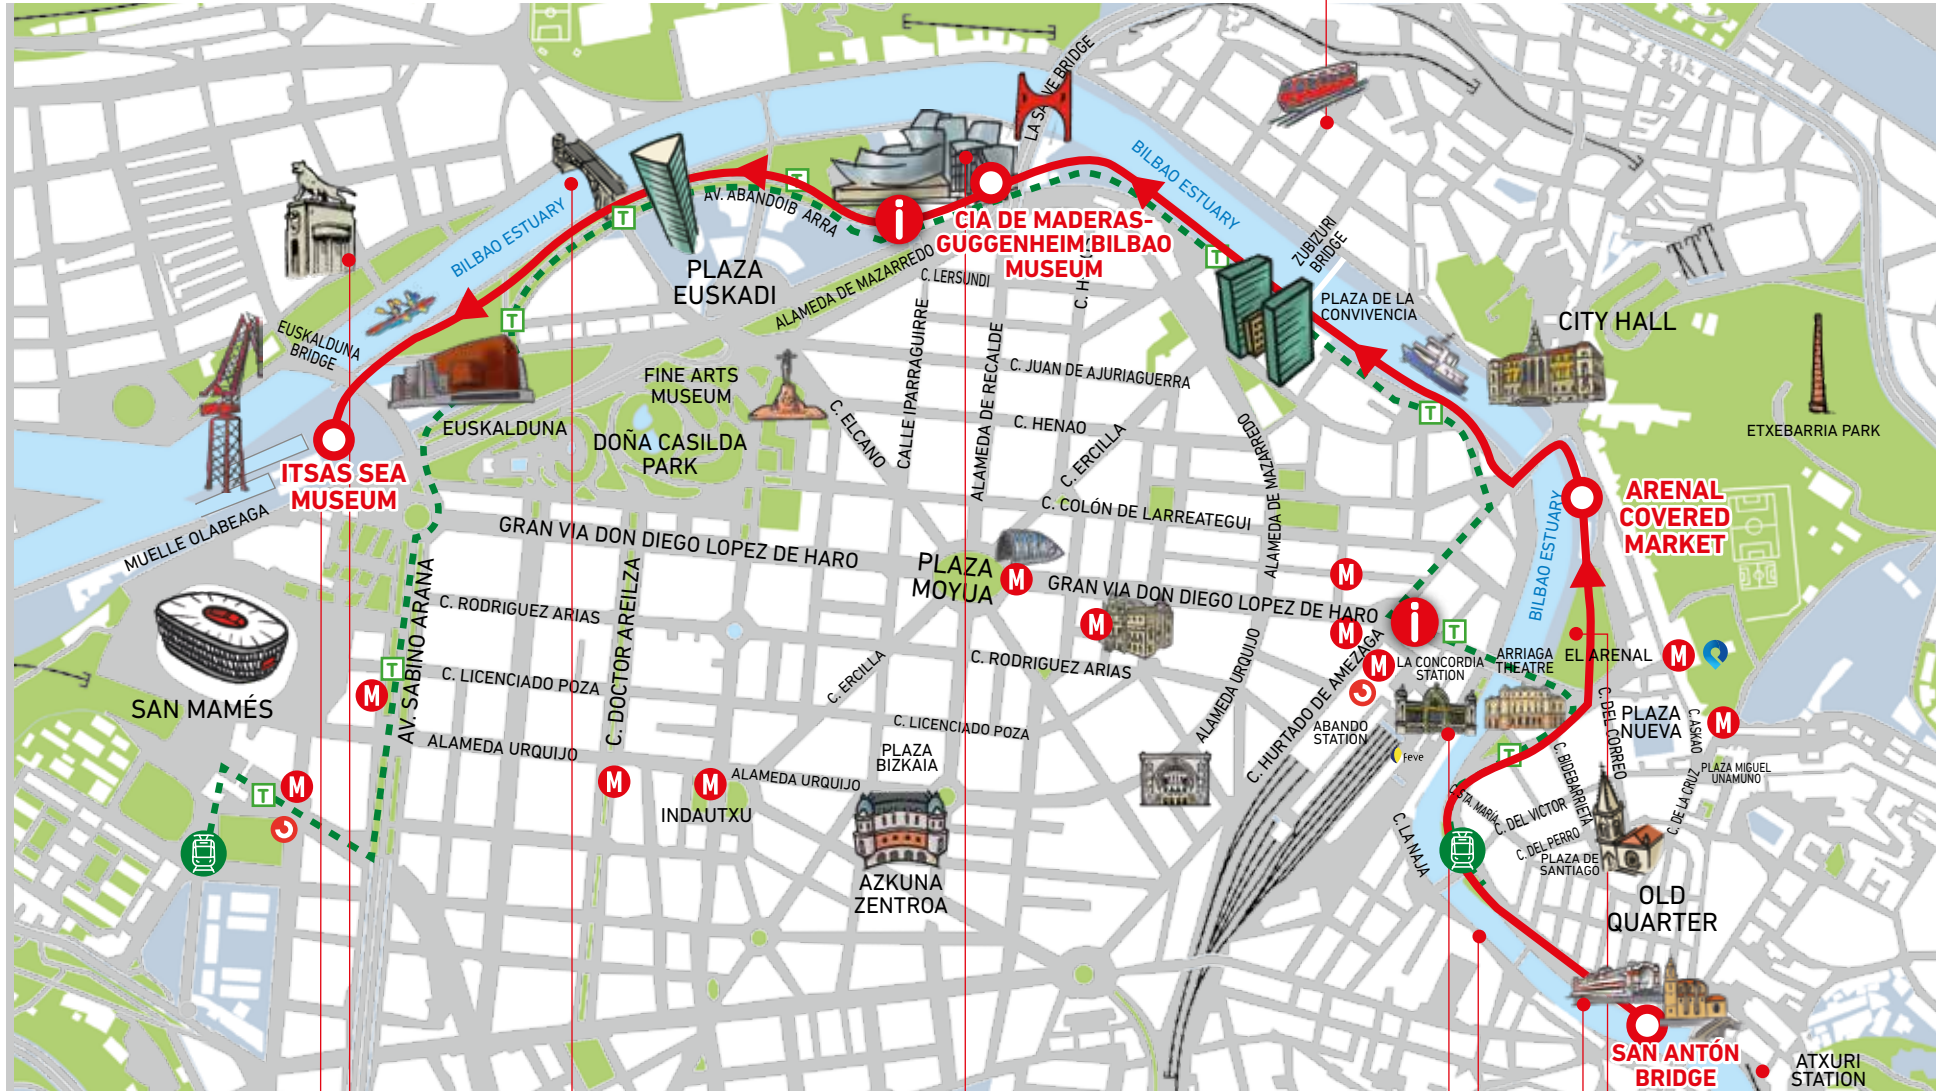 LA SALVE BRIDGE
BILBAO ESTUARY
ZUBIZURI
BRIDGE
T
AV. ABANDOIBARRA
i
CIA DE MADERAS-
GUGGENHEIM BILBAO
MUSEUM
T
BILBAO ESTUARY
PLAZA
EUSKADI
ALAMEDA DE MAZARREDO
C. LERSUNDI
T
PLAZA DE LA
CONVIVENCIA
CITY HALL
T
EUSKALDUNA
BRIDGE
FINE ARTS
MUSEUM
C. ELCANO
CALLE IPARRAGUIRRE
ALAMEDA DE RECALDE
C. JUAN DE AJURIAGUERRA
C. HENAO
C. ERCILLA
ALAMEDA DE MAZARREDO
T
ETXEBARRIA PARK
EUSKALDUNA
DOÑA CASILDA
PARK
ITSAS SEA
MUSEUM
MUELLE OLABEAGA
C. COLÓN DE LARREATEGUI
ALAMEDA DE MAZARREDO
BILBAO ESTUARY
ARENAL
COVERED
MARKET
GRAN VIA DON DIEGO LOPEZ DE HARO
PLAZA
MOYUA
M
GRAN VIA DON DIEGO LOPEZ DE HARO
M
M
i
T
AV. SABINO ARANA
C. RODRIGUEZ ARIAS
C. DOCTOR AREILZA
M
C. RODRIGUEZ ARIAS
ALAMEDA URQUIJO
C. HURTADO DE AMEZAGA
M
LA CONCORDIA
STATION
ARRIAGA
THEATRE
EL ARENAL
M
T
M
C. LICENCIADO POZA
C. ERCILLA
C. LICENCIADO POZA
SAN MAMÉS
ABANDO
STATION
Feve
T
C. BIDEBARRIETA
C. DEL CORREO
PLAZA
NUEVA
C. ASKAO
M
PLAZA MIGUEL
UNAMUNO
C. DE LA CRUZ
ALAMEDA URQUIJO
PLAZA
BIZKAIA
ALAMEDA URQUIJO
T
M
M
M
INDAUTXU
AZKUNA
ZENTROA
C. LA NAJA
C. STA. MARIA
C. DEL VICTOR
C. DEL PERRO
PLAZA DE
SANTIAGO
OLD
QUARTER
SAN ANTÓN
BRIDGE
ATXURI
STATION